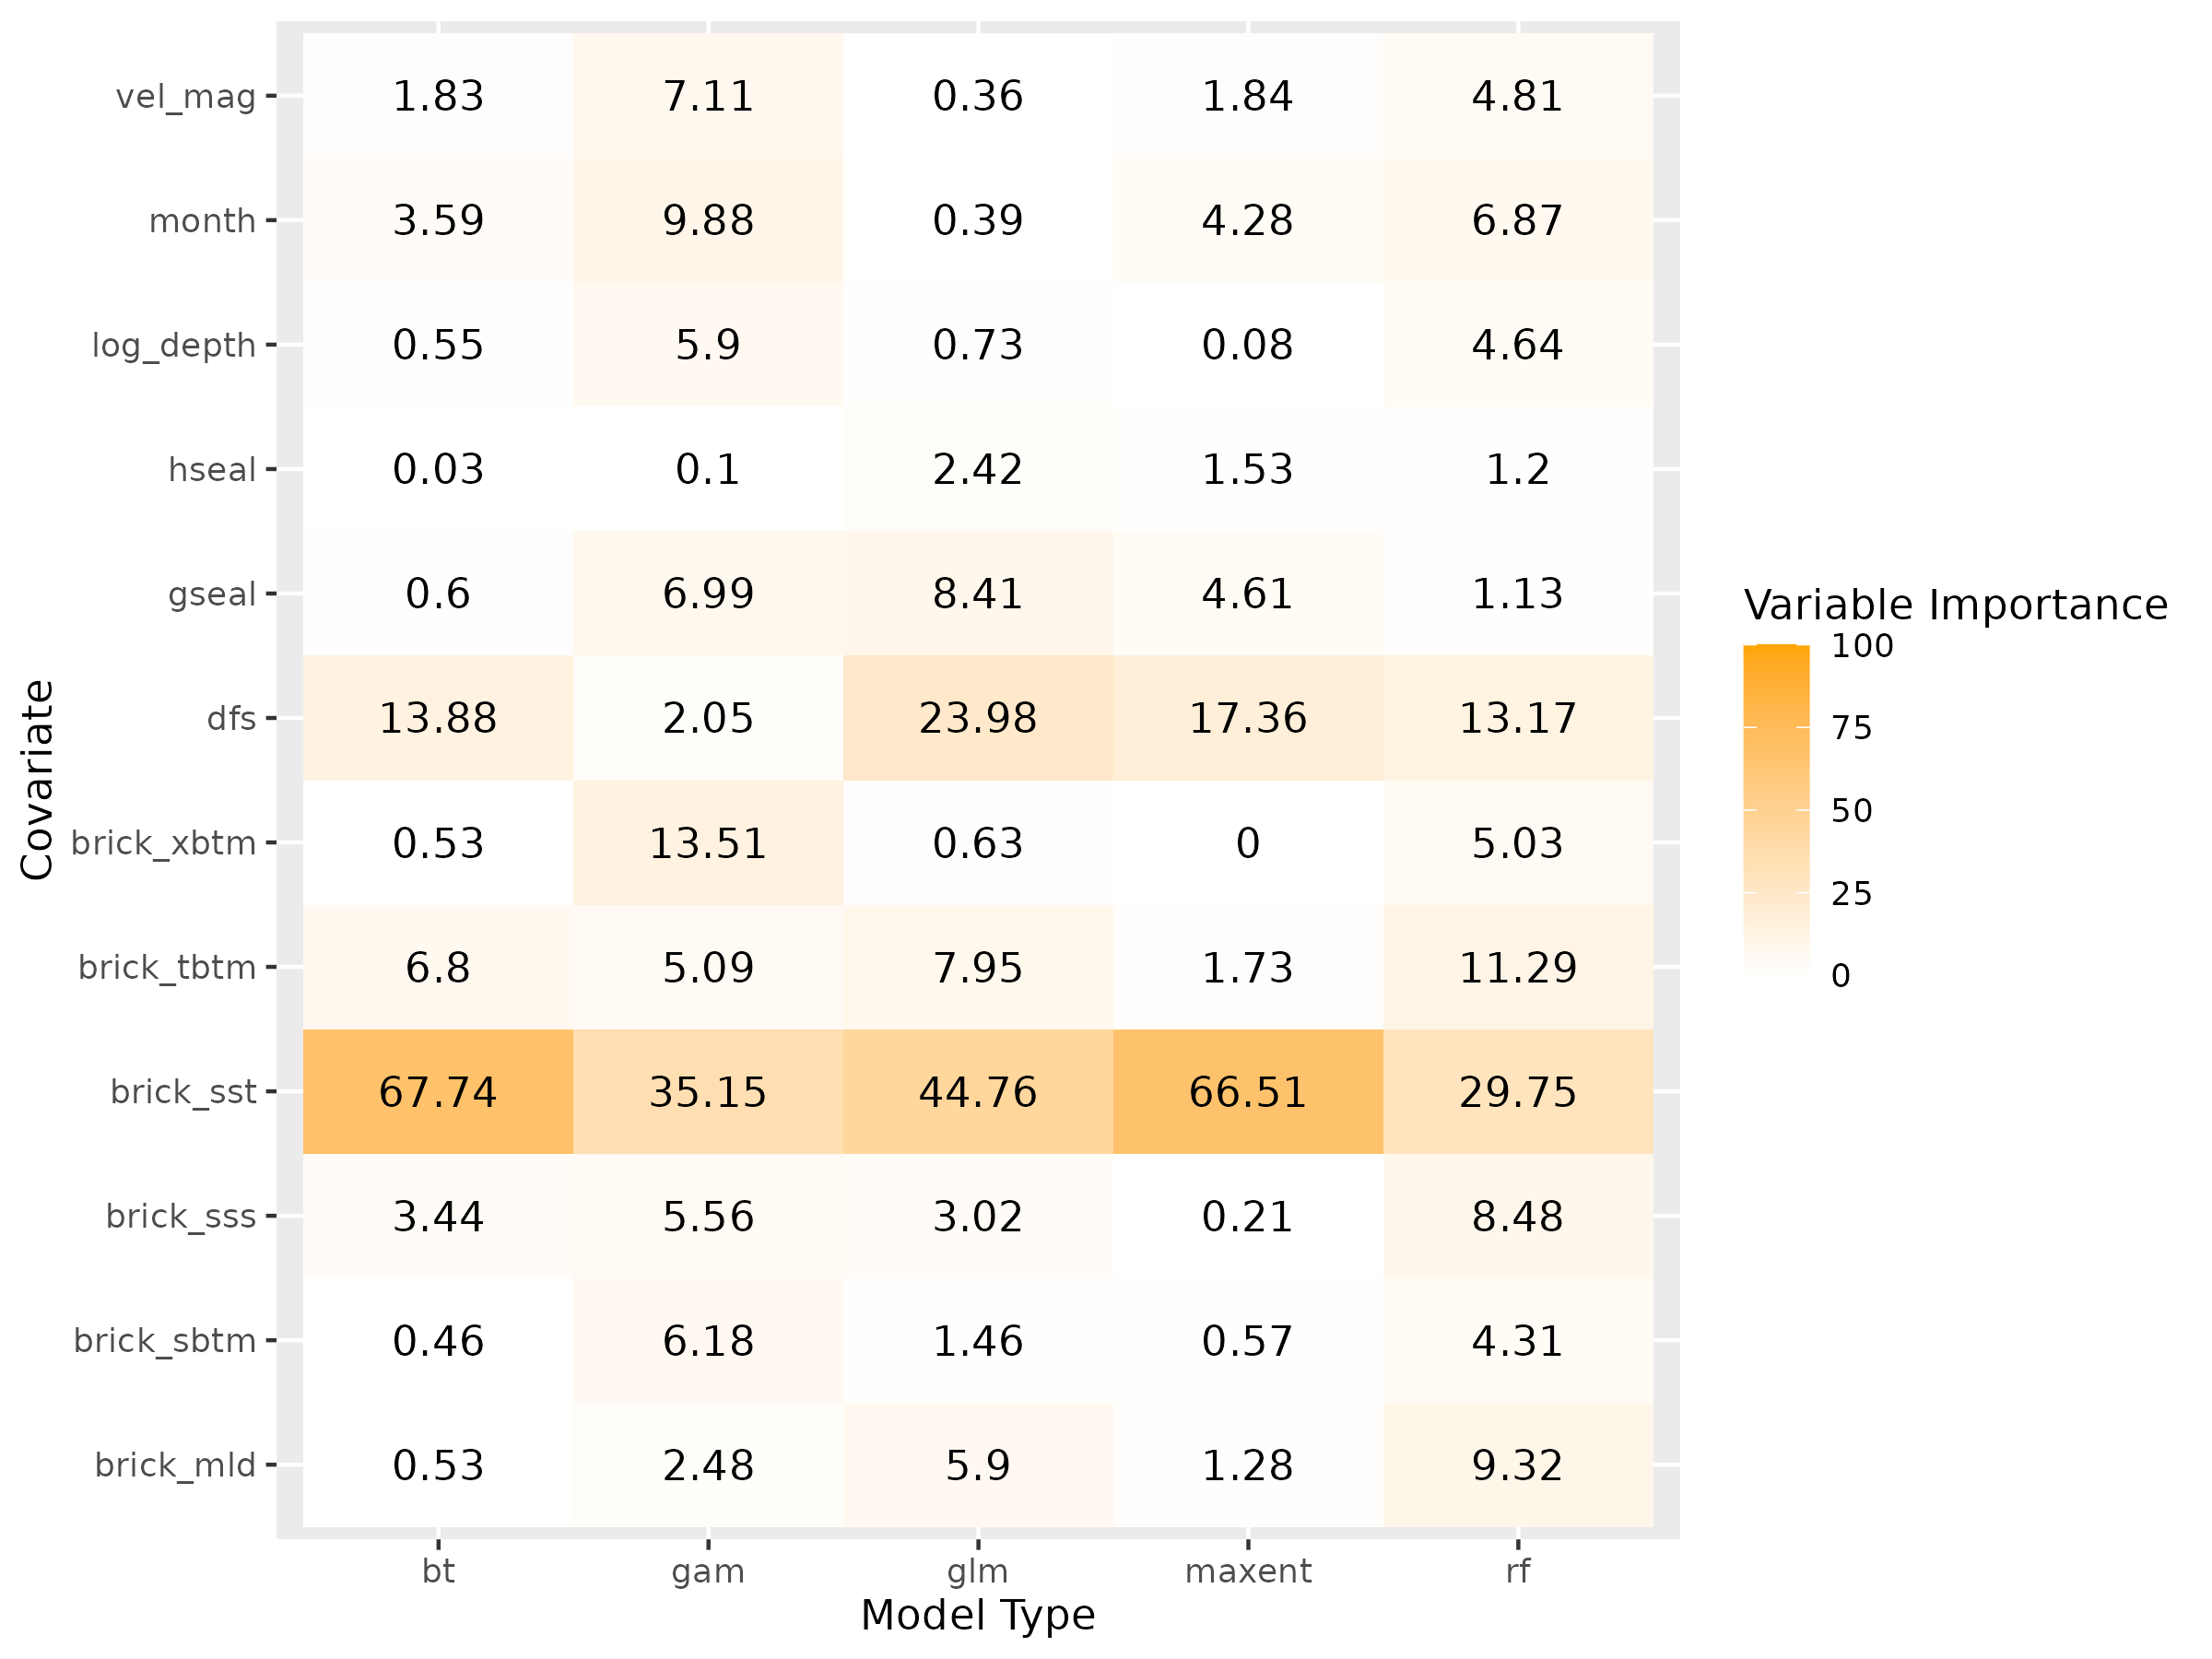 vel_mag 1.83 7.11 0.36 1.84 4.81
month 3.59 9.88 0.39 4.28 6.87
log_depth 0.55 5.9 0.73 0.08 4.64
hseal 0.03 0.1 2.42 1.53 1.2
gseal 0.6 6.99 8.41 4.61 1.13
dfs 13.88 2.05 23.98 17.36 13.17
brick_xbtm 0.53 13.51 0.63 0 5.03
brick_tbtm 6.8 5.09 7.95 1.73 11.29
brick_sst 67.74 35.15 44.76 66.51 29.75
brick_sss 3.44 5.56 3.02 0.21 8.48
brick_sbtm 0.46 6.18 1.46 0.57 4.31
brick_mld 0.53 2.48 5.9 1.28 9.32
bt gam glm maxent rf
Model Type
Covariate
Variable Importance
100
75
50
25
0